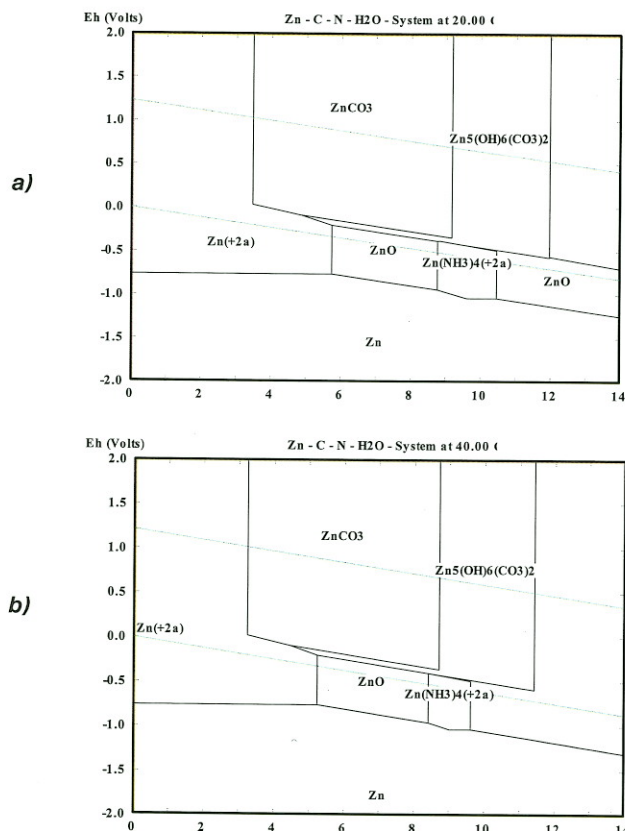 Eh (Volts) Zn - C - N - H2O - System at 20.00 C
2.0
1.5
ZnCO3
1.0
Zn5(OH)6(CO3)2
0.5
a)
0.0
Zn(+2a)
ZnO
Zn(NH3)4(+2a)
-0.5
ZnO
-1.0
-1.5
Zn
-2.0
0 2 4 6 8 10 12 14
Eh (Volts) Zn - C - N - H2O - System at 40.00 C
2.0
1.5
ZnCO3
1.0
Zn5(OH)6(CO3)2
0.5
b)
Zn(+2a)
0.0
-0.5
ZnO
Zn(NH3)4(+2a)
-1.0
-1.5
Zn
-2.0
0 2 4 6 8 10 12 14